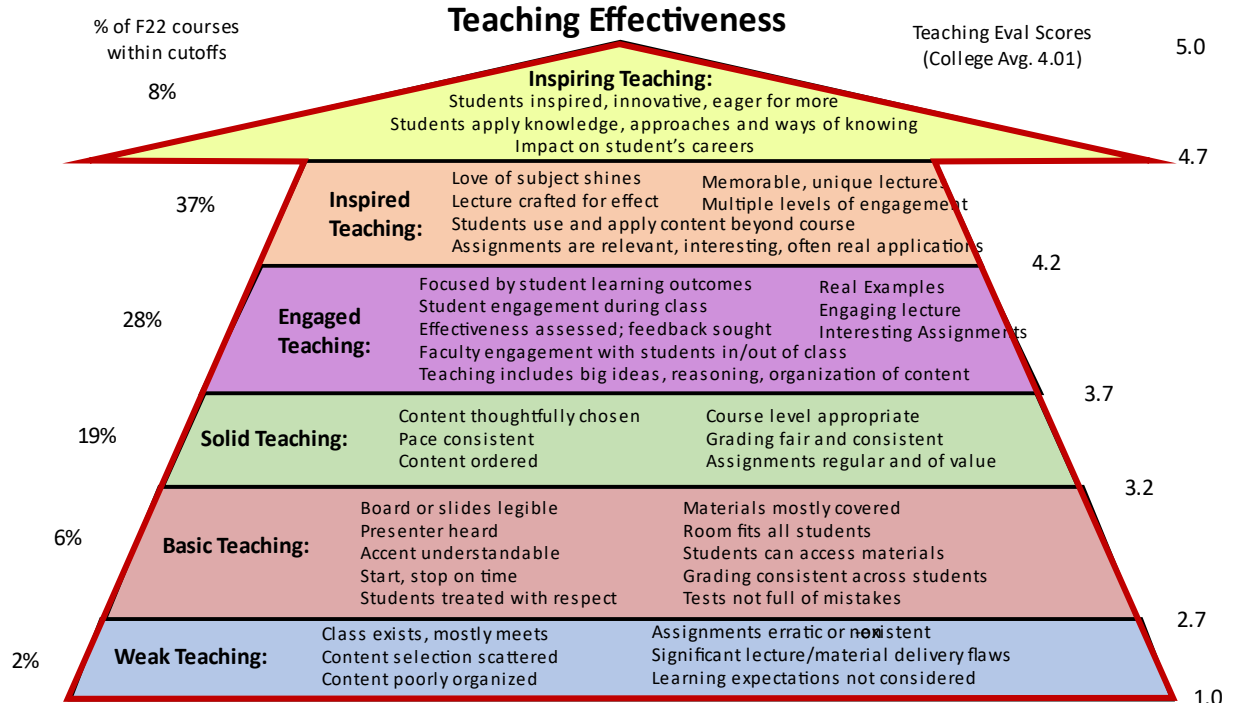 Teaching Effectiveness
% of F22 courses
within cutoffs
Teaching Eval Scores
(College Avg. 4.01)
5.0
8%
Inspiring Teaching:
Students inspired, innovative, eager for more
Students apply knowledge, approaches and ways of knowing
Impact on student's careers
4.7
37%
Inspired
Teaching:
Love of subject shines
Lecture crafted for effect
Students use and apply content beyond course
Assignments are relevant, interesting, often real applications
Memorable, unique lectures
Multiple levels of engagement
4.2
28%
Engaged
Teaching:
Focused by student learning outcomes
Student engagement during class
Effectiveness assessed; feedback sought
Faculty engagement with students in/out of class
Teaching includes big ideas, reasoning, organization of content
Real Examples
Engaging lecture
Interesting Assignments
3.7
19%
Solid Teaching:
Content thoughtfully chosen
Pace consistent
Content ordered
Course level appropriate
Grading fair and consistent
Assignments regular and of value
3.2
6%
Basic Teaching:
Board or slides legible
Presenter heard
Accent understandable
Start, stop on time
Students treated with respect
Materials mostly covered
Room fits all students
Students can access materials
Grading consistent across students
Tests not full of mistakes
2.7
2%
Weak Teaching:
Class exists, mostly meets
Content selection scattered
Content poorly organized
Assignments erratic or non-existent
Significant lecture/material delivery flaws
Learning expectations not considered
1.0